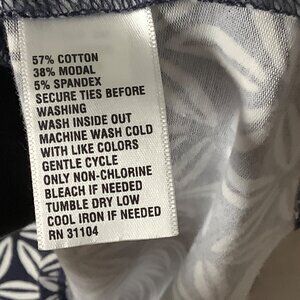 57% COTTON
38% MODAL
5% SPANDEX
SECURE TIES BEFORE
WASHING
WASH INSIDE OUT
MACHINE WASH COLD
WITH LIKE COLORS
GENTLE CYCLE
ONLY NON-CHLORINE
BLEACH IF NEEDED
TUMBLE DRY LOW
COOL IRON IF NEEDED
RN 31104